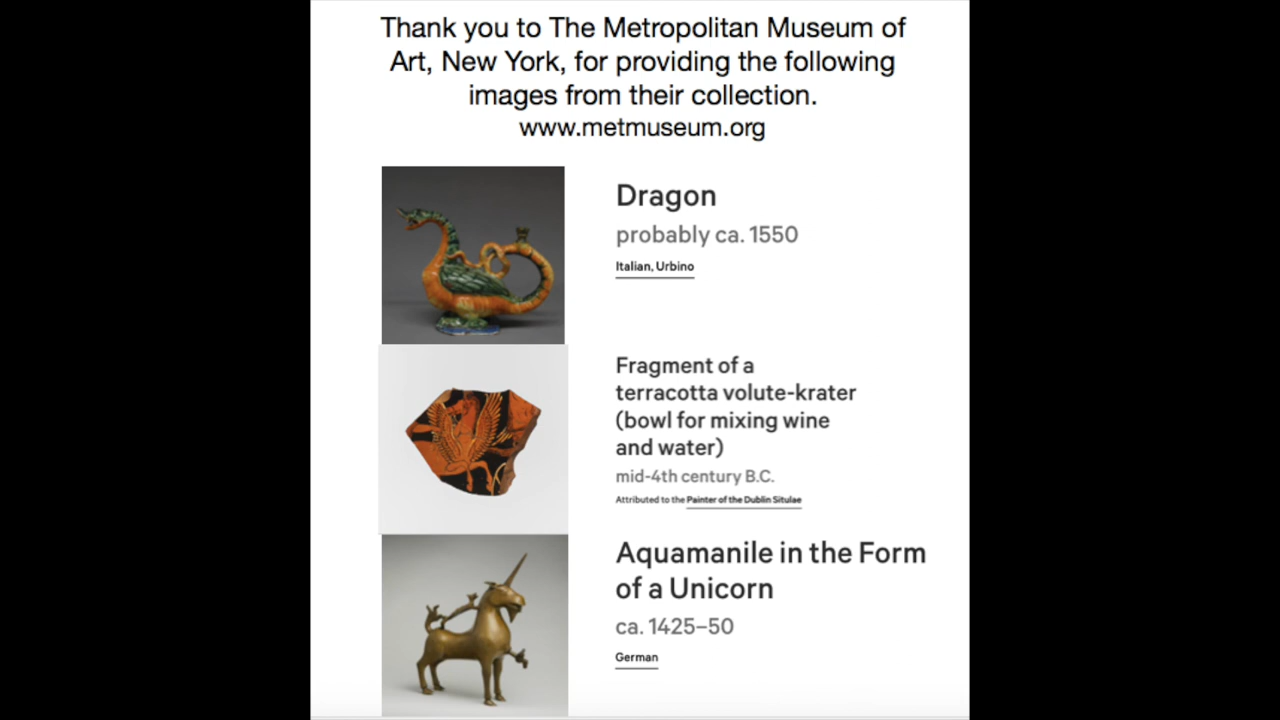 Thank you to The Metropolitan Museum of
Art, New York, for providing the following
images from their collection.
www.metmuseum.org
Dragon
probably ca. 1550
Italian, Urbino
Fragment of a
terracotta volute-krater
(bowl for mixing wine
and water)
mid-4th century B.C.
Attributed to the Painter of the Dublin Situlae
Aquamanile in the Form
of a Unicorn
ca. 1425–50
German